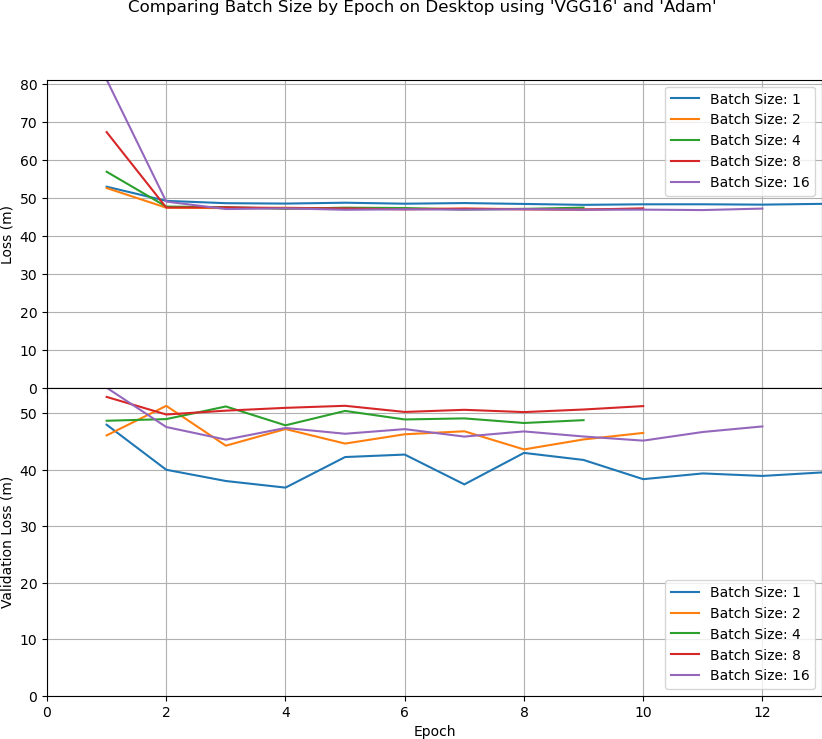 Comparing Batch Size by Epoch on Desktop using 'VGG16' and 'Adam'
80
70
60
50
40
30
20
10
0
Loss (m)
Batch Size: 1
Batch Size: 2
Batch Size: 4
Batch Size: 8
Batch Size: 16
50
40
30
20
10
0
Validation Loss (m)
Batch Size: 1
Batch Size: 2
Batch Size: 4
Batch Size: 8
Batch Size: 16
0 2 4 6 8 10 12
Epoch